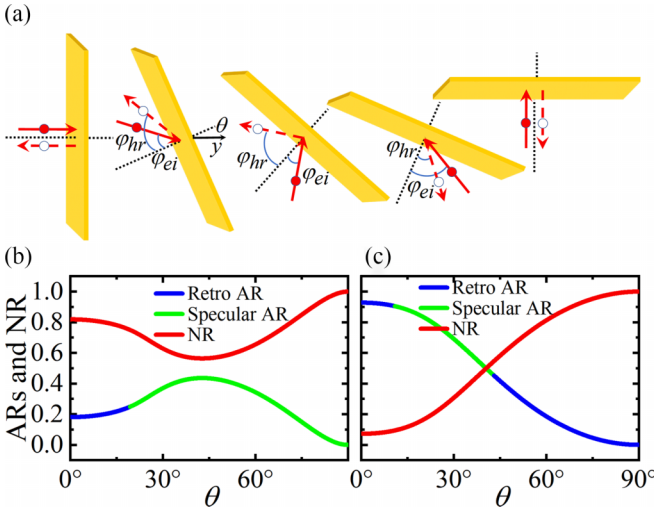 (a)
θ
y
φhr
φei
φhr
φei
φhr
φei
(b)
(c)
ARs and NR
1.0
0.8
0.6
0.4
0.2
0.0
Retro AR
Specular AR
NR
Retro AR
Specular AR
NR
0° 30° 60° 0° 30° 60° 90°
θ θ